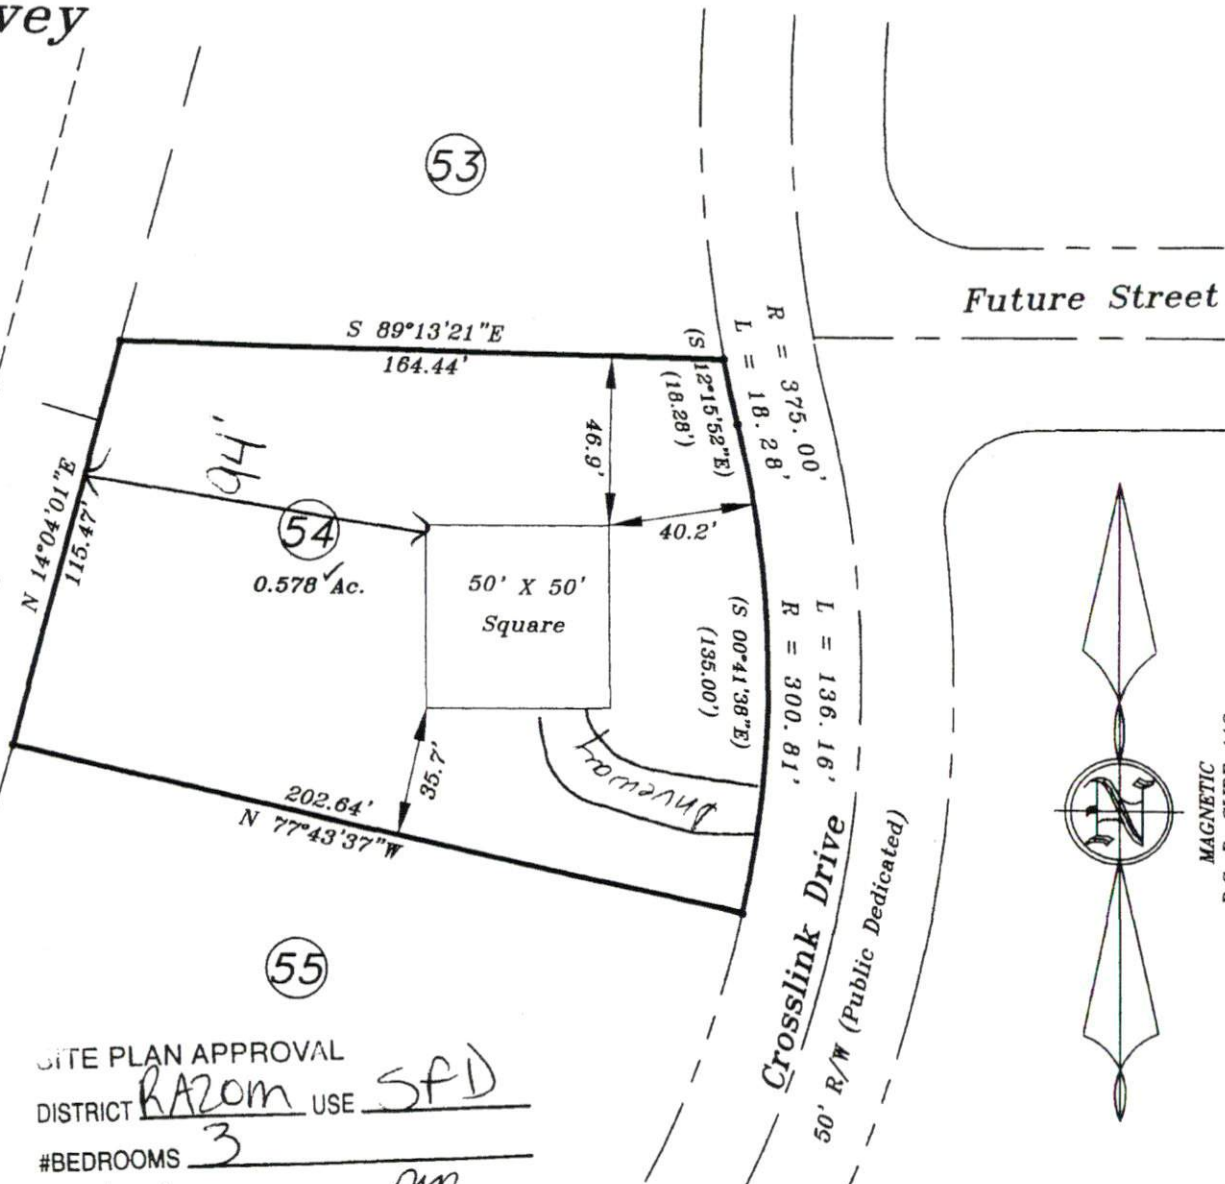 vey
53
Future Street
S 89°13'21"E
164.44'
(S 12°15'52"E)
(18.28')
R = 375.00'
L = 18.28'
46.9'
94'
40.2'
N 14°04'01"E
115.47'
54
0.578 ✓ Ac.
50' X 50'
Square
(S 00°41'38"E)
(135.00')
L = 136.16'
R = 300.81'
35.7'
Driveway
202.64'
N 77°43'37"W
Crosslink Drive
50' R/W (Public Dedicated)
N
MAGNETIC
55
SITE PLAN APPROVAL
DISTRICT RA20M USE SFD
#BEDROOMS 3